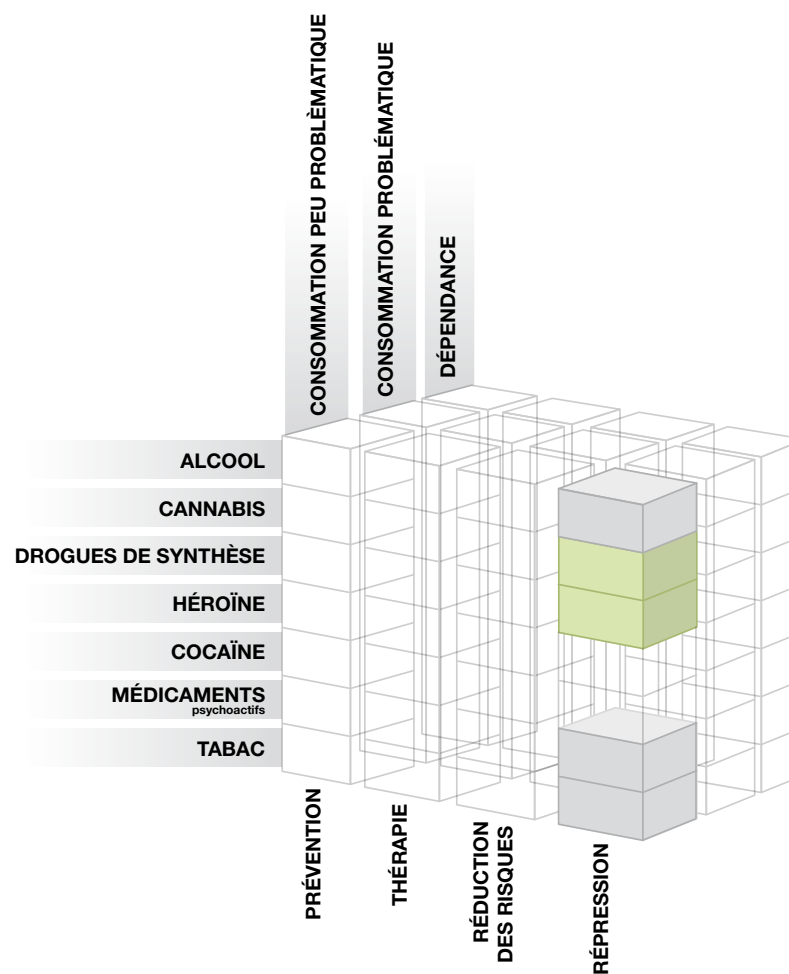 CONSOMMATION PEU PROBLÈMATIQUE
CONSOMMATION PROBLÉMATIQUE
DÉPENDANCE
ALCOOL
CANNABIS
DROGUES DE SYNTHÈSE
HÉROÏNE
COCAÏNE
MÉDICAMENTS
psychoactifs
TABAC
PRÉVENTION
THÉRAPIE
RÉDUCTION
DES RISQUES
RÉPRESSION